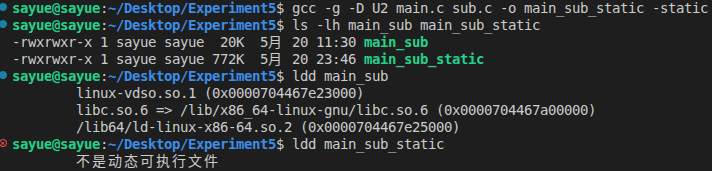 sayue@sayue:~/Desktop/Experiment5$ gcc -g -D U2 main.c sub.c -o main_sub_static -static
sayue@sayue:~/Desktop/Experiment5$ ls -lh main_sub main_sub_static
-rwxrwxr-x 1 sayue sayue  20K  5月 20 11:30 main_sub
-rwxrwxr-x 1 sayue sayue 772K  5月 20 23:46 main_sub_static
sayue@sayue:~/Desktop/Experiment5$ ldd main_sub
linux-vdso.so.1 (0x0000704467e23000)
libc.so.6 => /lib/x86_64-linux-gnu/libc.so.6 (0x0000704467a00000)
/lib64/ld-linux-x86-64.so.2 (0x0000704467e25000)
sayue@sayue:~/Desktop/Experiment5$ ldd main_sub_static
不是动态可执行文件